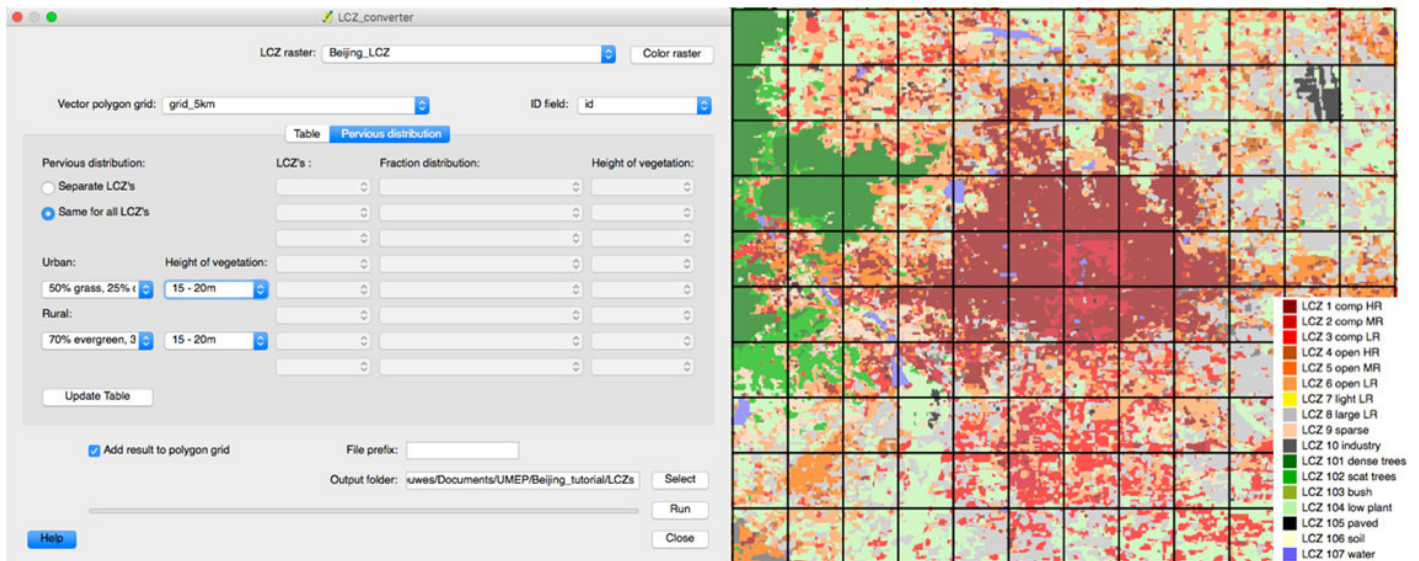 LCZ_converter
LCZ raster: Beijing_LCZ Color raster
Vector polygon grid: grid_5km ID field: id
Table Pervious distribution
Pervious distribution: LCZ's : Fraction distribution: Height of vegetation:
Separate LCZ's
Same for all LCZ's
Urban: Height of vegetation:
50% grass, 25% 15 - 20m
Rural:
70% evergreen, 3 15 - 20m
Update Table
Add result to polygon grid File prefix:
Output folder: ouwes/Documents/UMEP/Beijing_tutorial/LCZs Select
Run
Help Close
LCZ 1 comp HR
LCZ 2 comp MR
LCZ 3 comp LR
LCZ 4 open HR
LCZ 5 open MR
LCZ 6 open LR
LCZ 7 light LR
LCZ 8 large LR
LCZ 9 sparse
LCZ 10 industry
LCZ 101 dense trees
LCZ 102 scat trees
LCZ 103 bush
LCZ 104 low plant
LCZ 105 paved
LCZ 106 soil
LCZ 107 water